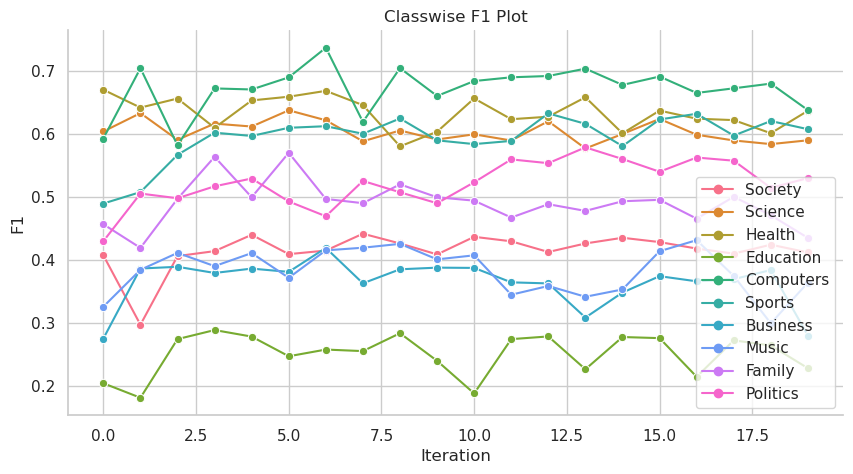 Classwise F1 Plot
F1
0.7
0.6
0.5
0.4
0.3
0.2
0.0 2.5 5.0 7.5 10.0 12.5 15.0 17.5
Iteration
Society
Science
Health
Education
Computers
Sports
Business
Music
Family
Politics